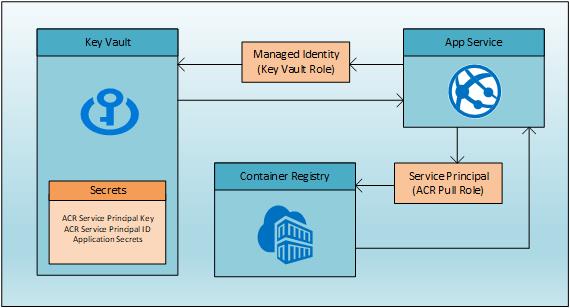 Key Vault
Managed Identity
(Key Vault Role)
App Service
Secrets
ACR Service Principal Key
ACR Service Principal ID
Application Secrets
Container Registry
Service Principal
(ACR Pull Role)